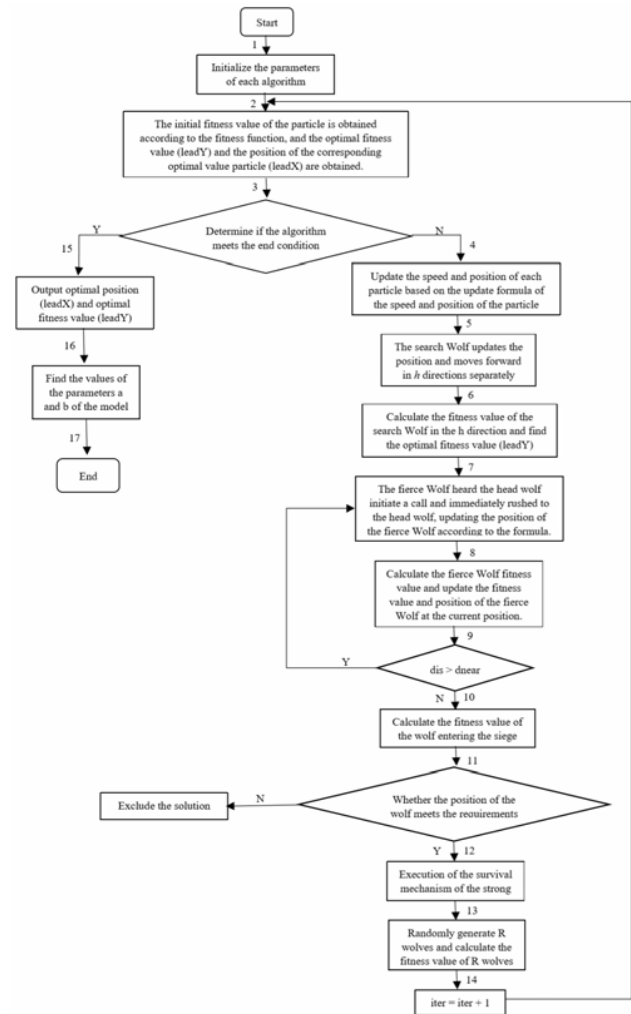 Start
1
Initialize the parameters
of each algorithm
2
The initial fitness value of the particle is obtained
according to the fitness function, and the optimal fitness
value (leadY) and the position of the corresponding
optimal value particle (leadX) are obtained.
3
Determine if the algorithm
meets the end condition
Y
15
Output optimal position
(leadX) and optimal
fitness value (leadY)
16
Find the values of
the parameters a
and b of the model
17
End
N
4
Update the speed and position of each
particle based on the update formula of
the speed and position of the particle
5
The search Wolf updates the
position and moves forward
in h directions separately
6
Calculate the fitness value of the
search Wolf in the h direction and find
the optimal fitness value (leadY)
7
The fierce Wolf heard the head wolf
initiate a call and immediately rushed to
the head wolf, updating the position of
the fierce Wolf according to the formula.
8
Calculate the fierce Wolf fitness
value and update the fitness
value and position of the fierce
Wolf at the current position.
9
Y
dis > dnear
N 10
Calculate the fitness value of
the wolf entering the siege
11
Whether the position of the
wolf meets the requirements
N
Exclude the solution
Y 12
Execution of the survival
mechanism of the strong
13
Randomly generate R
wolves and calculate the
fitness value of R wolves
14
iter = iter + 1